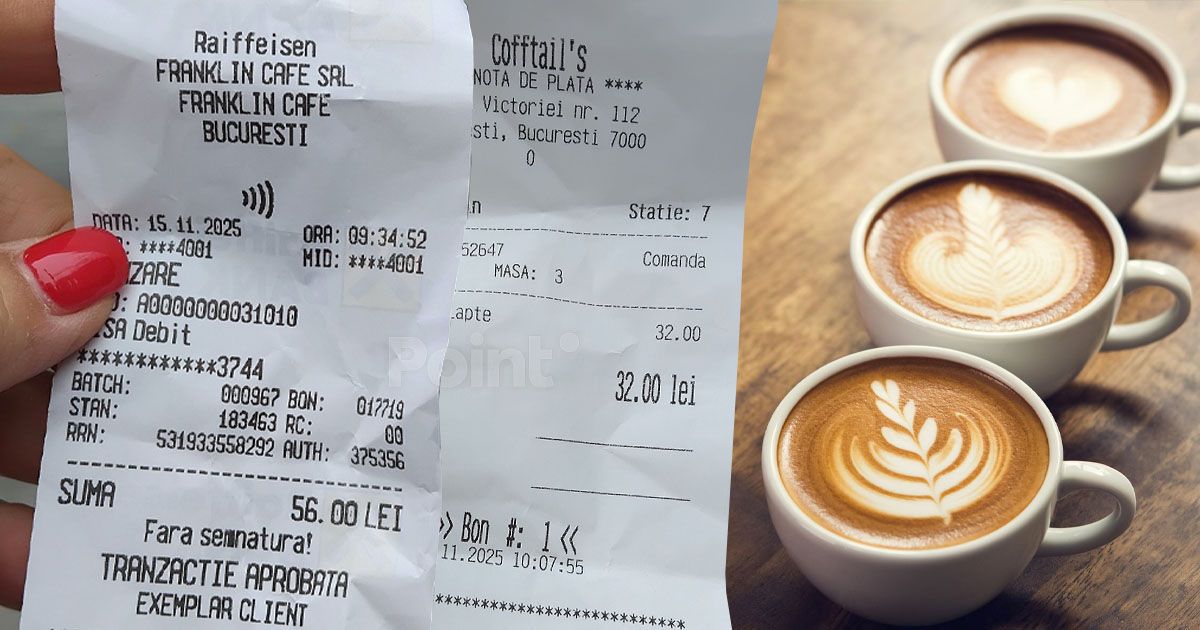 Raiffeisen
FRANKLIN CAFE SRL
FRANKLIN CAFE
BUCURESTI
DATA: 15.11.2025 ORA: 09:34:52
: ****4001 MID: ****4001
ZARE
: A0000000031010
SA Debit
************3744
BATCH: 000967 BON: 017719
STAN: 183463 RC: 00
RRN: 531933558292 AUTH: 375356
SUMA 56.00 LEI
Fara semnatura!
TRANZACTIE APROBATA
EXEMPLAR CLIENT
Cofftail's
NOTA DE PLATA ****
Victoriei nr. 112
sti, Bucuresti 7000
0
n Statie: 7
52647 Comanda
MASA: 3
Lapte 32.00
32.00 lei
>> Bon #: 1 <<
11.2025 10:07:55
Point